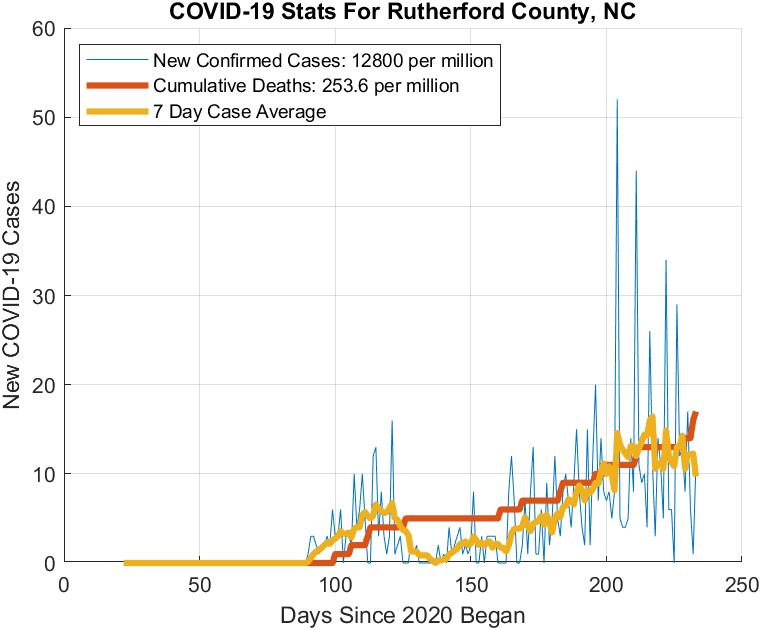 COVID-19 Stats For Rutherford County, NC
60
New Confirmed Cases: 12800 per million
Cumulative Deaths: 253.6 per million
7 Day Case Average
50
40
30
20
10
0
New COVID-19 Cases
0 50 100 150 200 250
Days Since 2020 Began